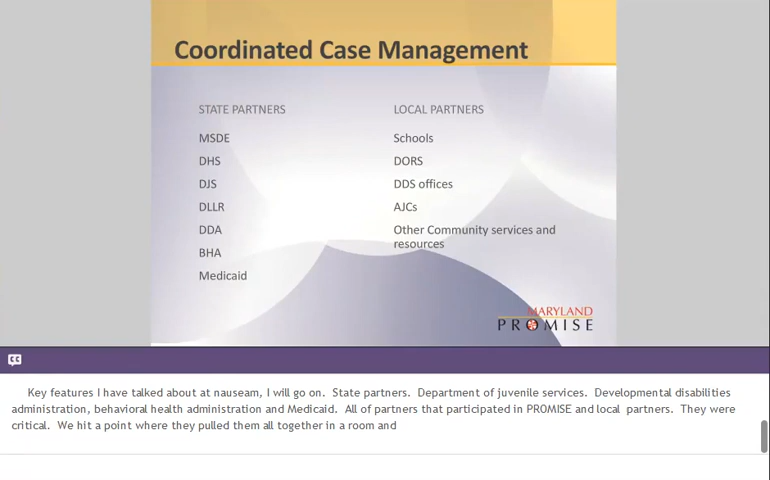 Coordinated Case Management
STATE PARTNERS
MSDE
DHS
DJS
DLLR
DDA
BHA
Medicaid
LOCAL PARTNERS
Schools
DORS
DDS offices
AJCs
Other Community services and
resources
MARYLAND
PROMISE
CC
Key features I have talked about at nauseam, I will go on. State partners. Department of juvenile services. Developmental disabilities
administration, behavioral health administration and Medicaid. All of partners that participated in PROMISE and local partners. They were
critical. We hit a point where they pulled them all together in a room and